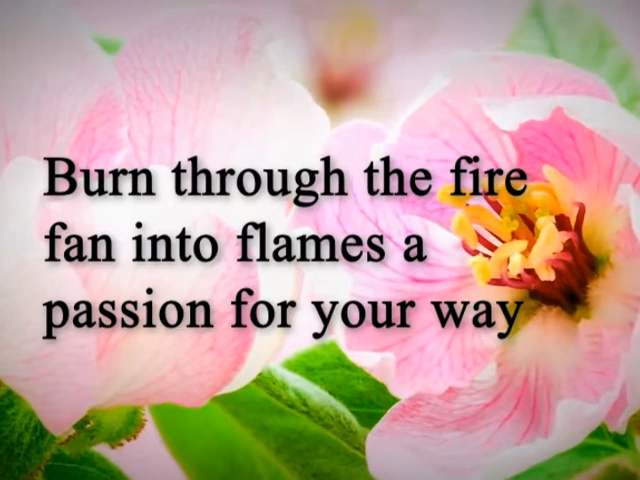 Burn through the fire
fan into flames a
passion for your way